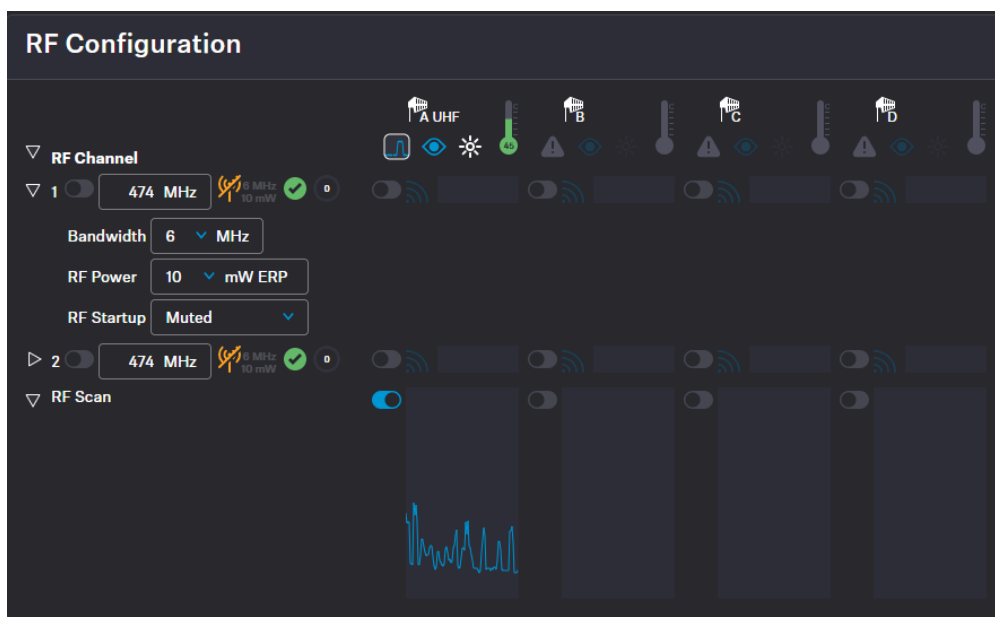 RF Configuration
A UHF B C D
45
RF Channel
1 474 MHz 6 MHz 10 mW 0
Bandwidth 6 MHz
RF Power 10 mW ERP
RF Startup Muted
2 474 MHz 6 MHz 10 mW 0
RF Scan